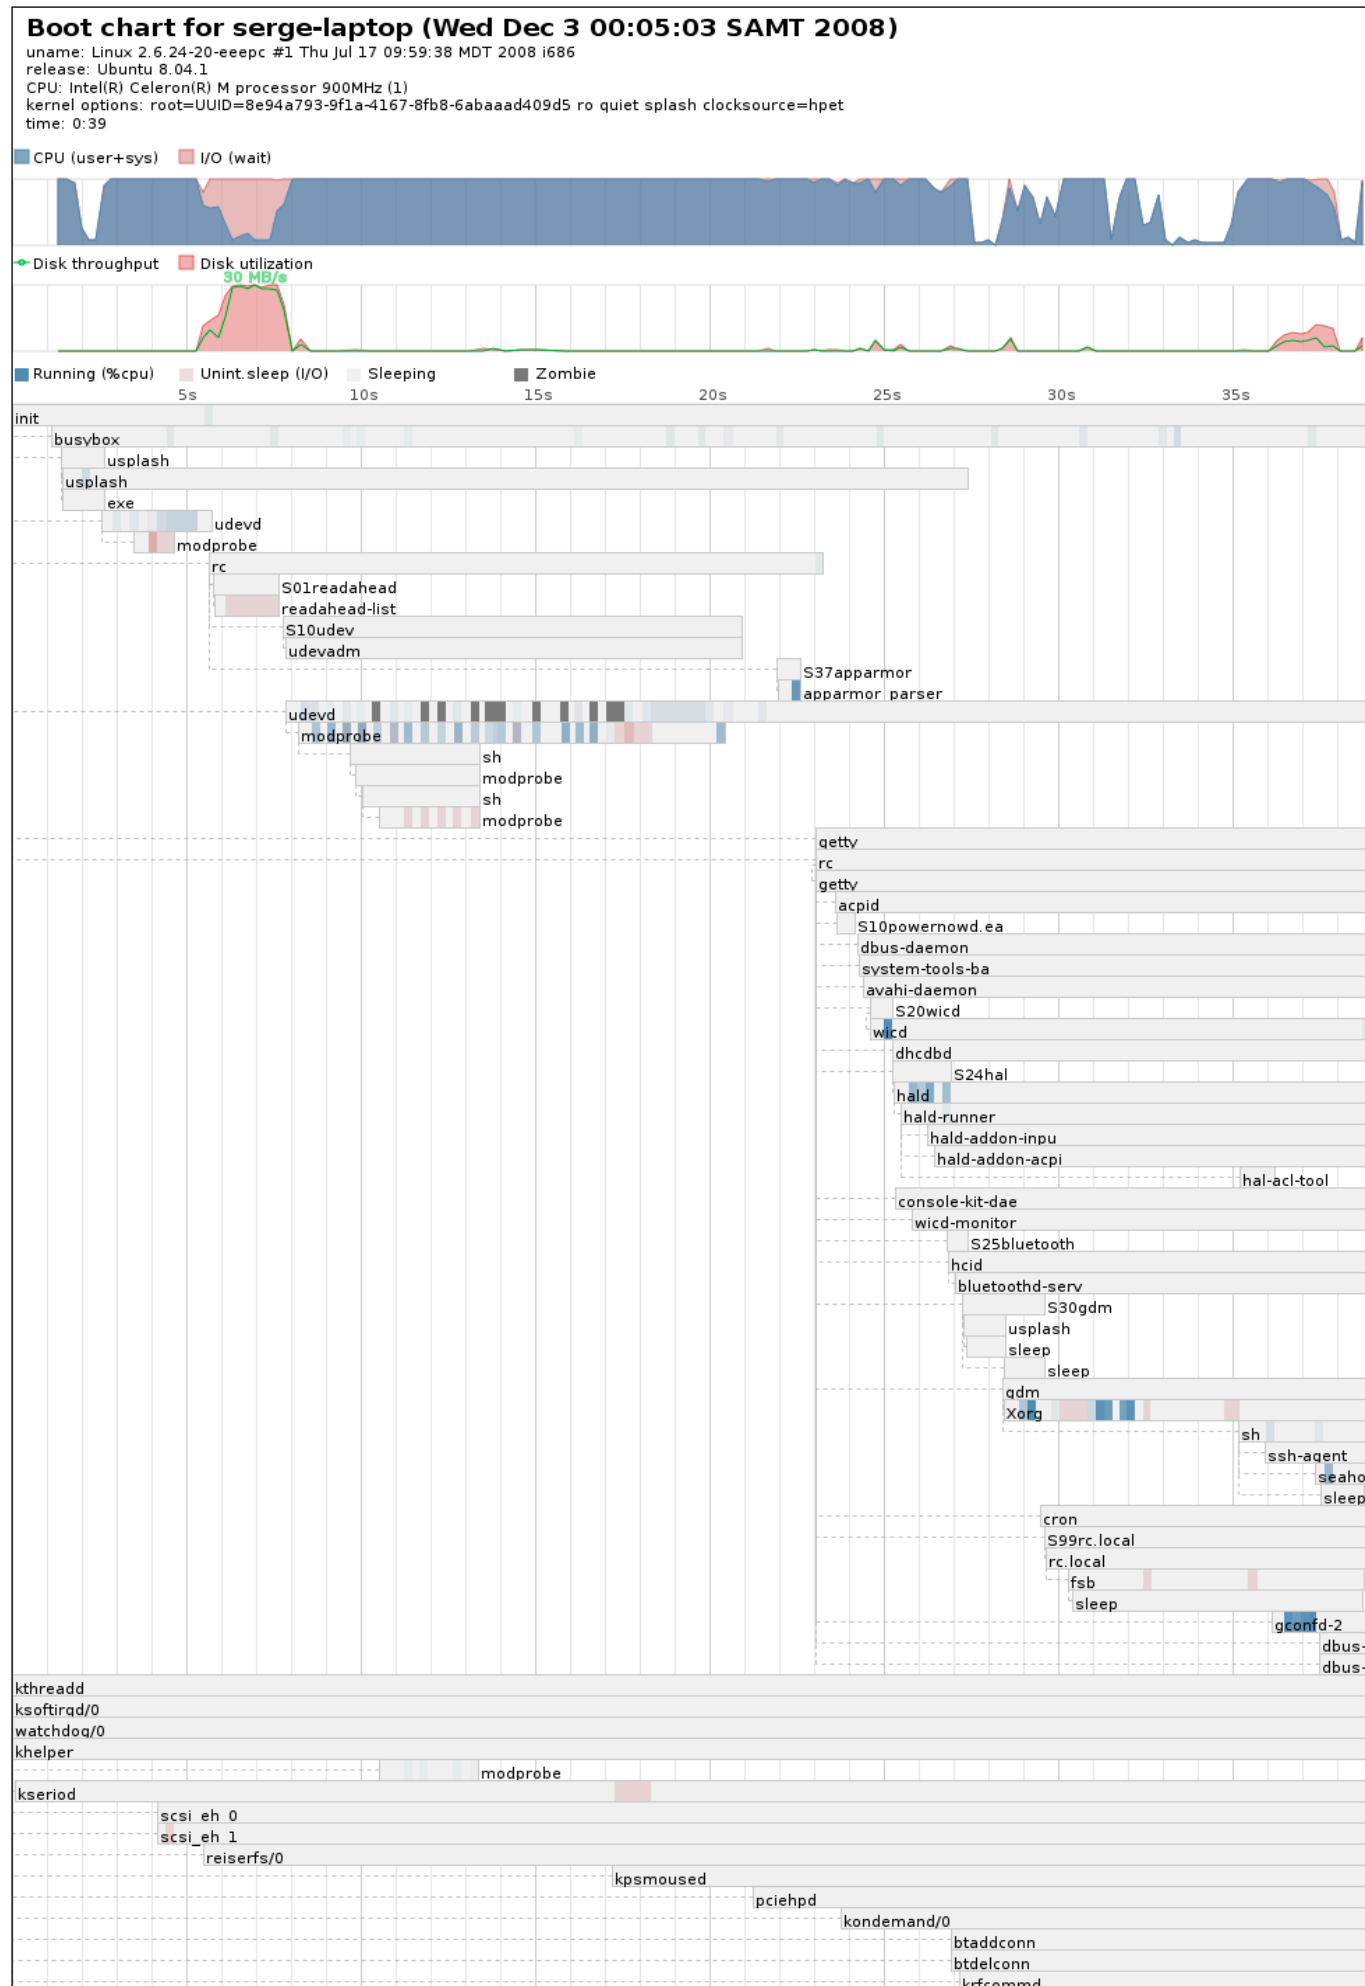 Boot chart for serge-laptop (Wed Dec 3 00:05:03 SAMT 2008)
uname: Linux 2.6.24-20-eeepc #1 Thu Jul 17 09:59:38 MDT 2008 i686
release: Ubuntu 8.04.1
CPU: Intel(R) Celeron(R) M processor 900MHz (1)
kernel options: root=UUID=8e94a793-9f1a-4167-8fb8-6abaaad409d5 ro quiet splash clocksource=hpet
time: 0:39
CPU (user+sys) I/O (wait)
Disk throughput Disk utilization
30 MB/s
Running (%cpu) Unint.sleep (I/O) Sleeping Zombie
5s 10s 15s 20s 25s 30s 35s
init
busybox
usplash
usplash
exe
udevd
modprobe
rc
S01readahead
readahead-list
S10udev
udevadm
S37apparmor
apparmor_parser
udevd
modprobe
sh
modprobe
sh
modprobe
getty
rc
getty
acpid
S10powernowd.ea
dbus-daemon
system-tools-ba
avahi-daemon
S20wicd
wicd
dhcdbd
S24hal
hald
hald-runner
hald-addon-inpu
hald-addon-acpi
hal-acl-tool
console-kit-dae
wicd-monitor
S25bluetooth
hcid
bluetoothd-serv
S30gdm
usplash
sleep
sleep
gdm
Xorg
sh
ssh-agent
seaho
sleep
cron
S99rc.local
rc.local
fsb
sleep
gconfd-2
dbus-
dbus-
kthreadd
ksoftirqd/0
watchdog/0
khelper
modprobe
kseriod
scsi_eh_0
scsi_eh_1
reiserfs/0
kpsmoused
pciehpd
kondemand/0
btaddconn
btdelconn
krfcommd